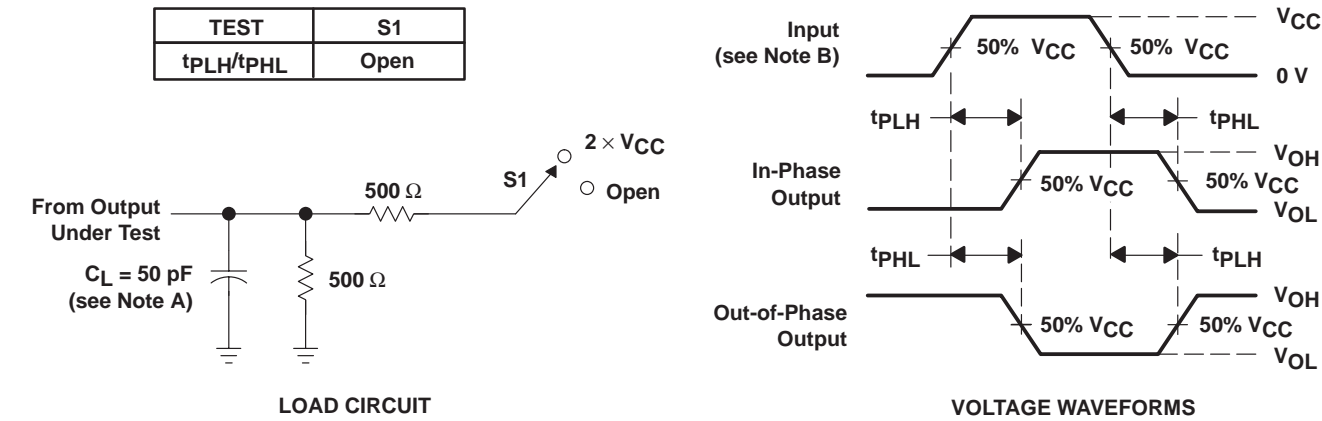 TEST S1
tPLH/tPHL Open
2 × VCC
S1
Open
500 Ω
From Output
Under Test
CL = 50 pF
(see Note A)
500 Ω
LOAD CIRCUIT
Input
(see Note B)
50% VCC
50% VCC
VCC
0 V
tPLH
tPHL
In-Phase
Output
50% VCC
50% VCC
VOH
VOL
tPHL
tPLH
Out-of-Phase
Output
50% VCC
50% VCC
VOH
VOL
VOLTAGE WAVEFORMS